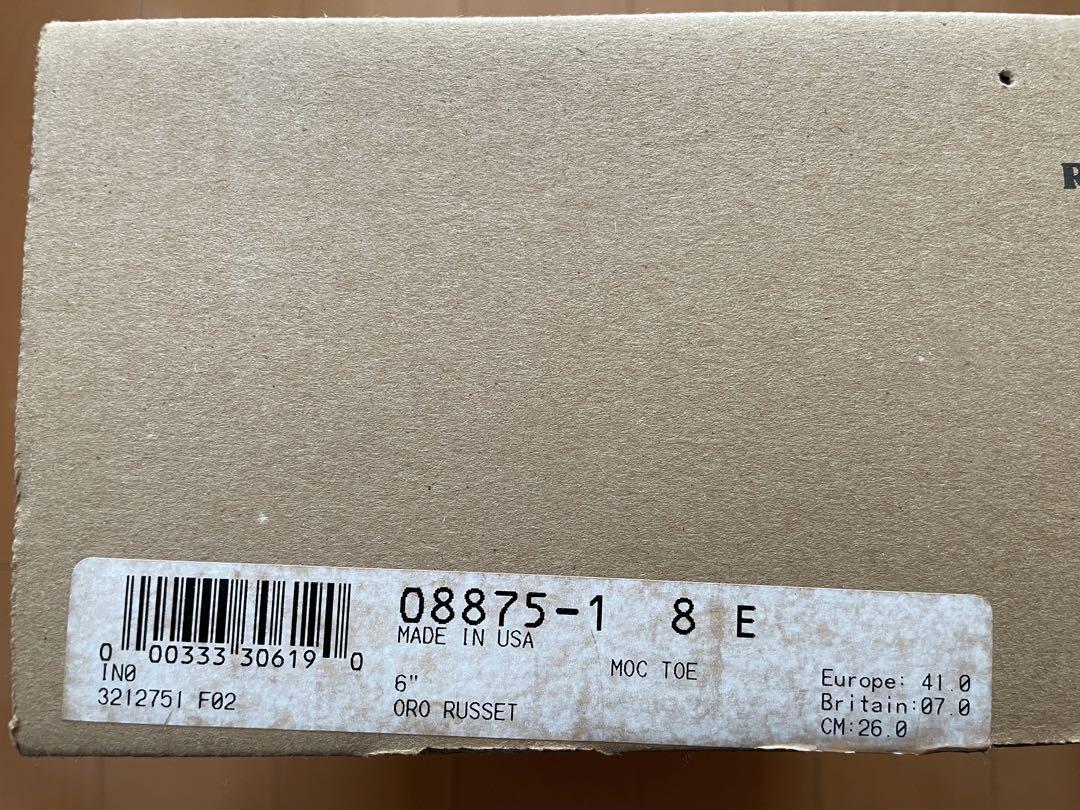 R
08875-1 8 E
MADE IN USA
0 00333 30619 0
IN0
3212751 F02
6" MOC TOE
ORO RUSSET
Europe: 41.0
Britain:07.0
CM:26.0